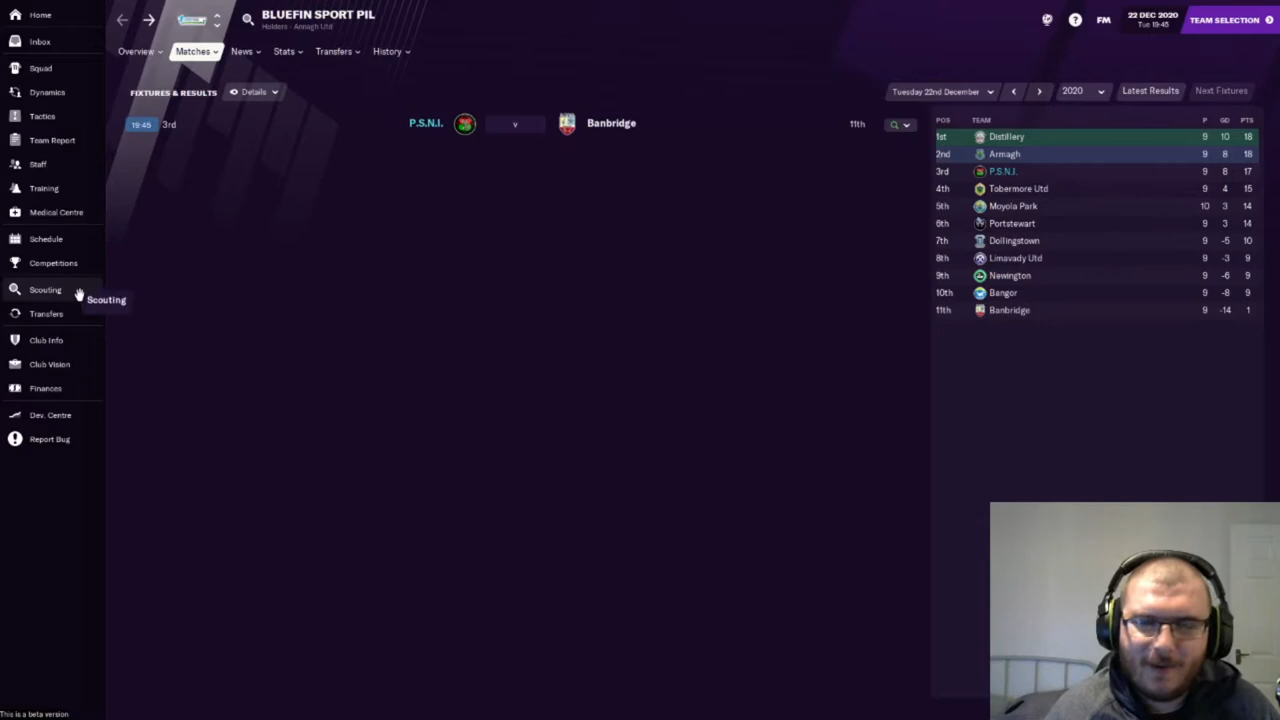 Home
Inbox
Squad
Dynamics
Tactics
Team Report
Staff
Training
Medical Centre
Schedule
Competitions
Scouting
Scouting
Transfers
Club Info
Club Vision
Finances
Dev. Centre
Report Bug
This is a beta version
BLUEFIN SPORT PIL
Holders - Annagh Utd
? FM 22 DEC 2020
Tue 19:45
TEAM SELECTION
Overview Matches News Stats Transfers History
FIXTURES & RESULTS Details
Tuesday 22nd December 2020 Latest Results Next Fixtures
19:45 3rd P.S.N.I. v Banbridge 11th
POS TEAM P GD PTS
1st Distillery 9 10 18
2nd Armagh 9 8 18
3rd P.S.N.I. 9 8 17
4th Tobermore Utd 9 4 15
5th Moyola Park 10 3 14
6th Portstewart 9 3 14
7th Dollingstown 9 -5 10
8th Limavady Utd 9 -3 9
9th Newington 9 -6 9
10th Bangor 9 -8 9
11th Banbridge 9 -14 1